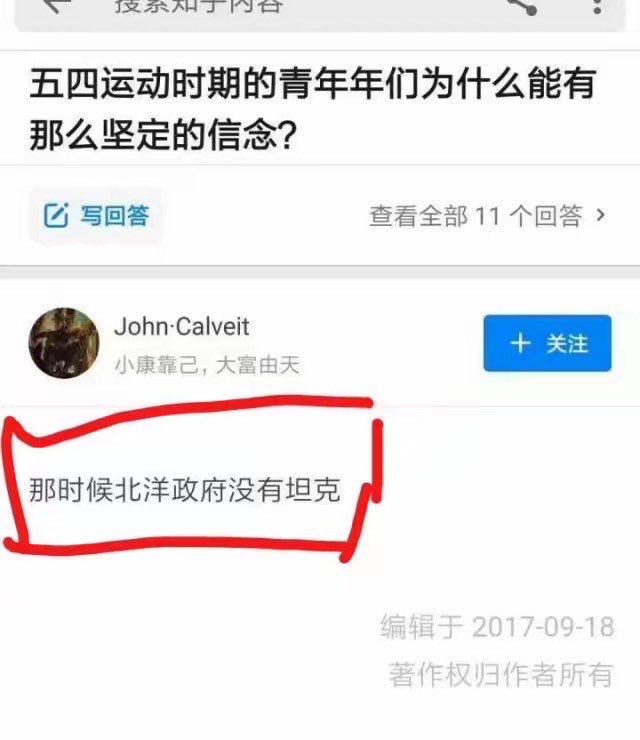 搜索知乎内容
五四运动时期的青年年们为什么能有
那么坚定的信念?
写回答
查看全部 11 个回答 >
John·Calveit
小康靠己，大富由天
+ 关注
那时候北洋政府没有坦克
编辑于 2017-09-18
著作权归作者所有